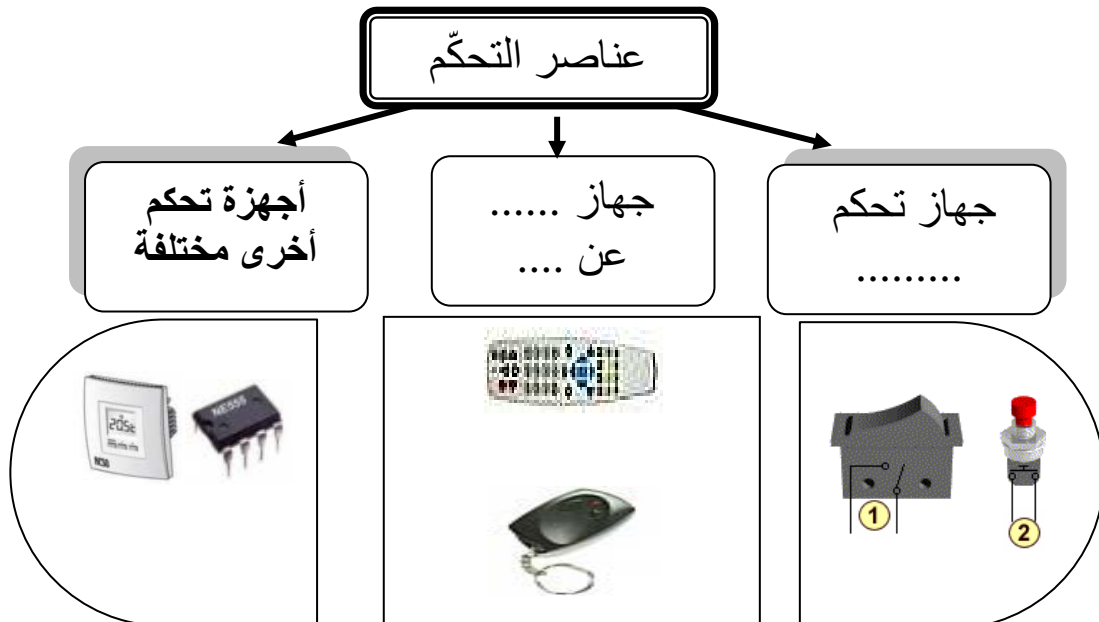 عناصر التحكّم
جهاز تحكم
.........
جهاز ......
عن ....
أجهزة تحكم
أخرى مختلفة
1
2
NE555